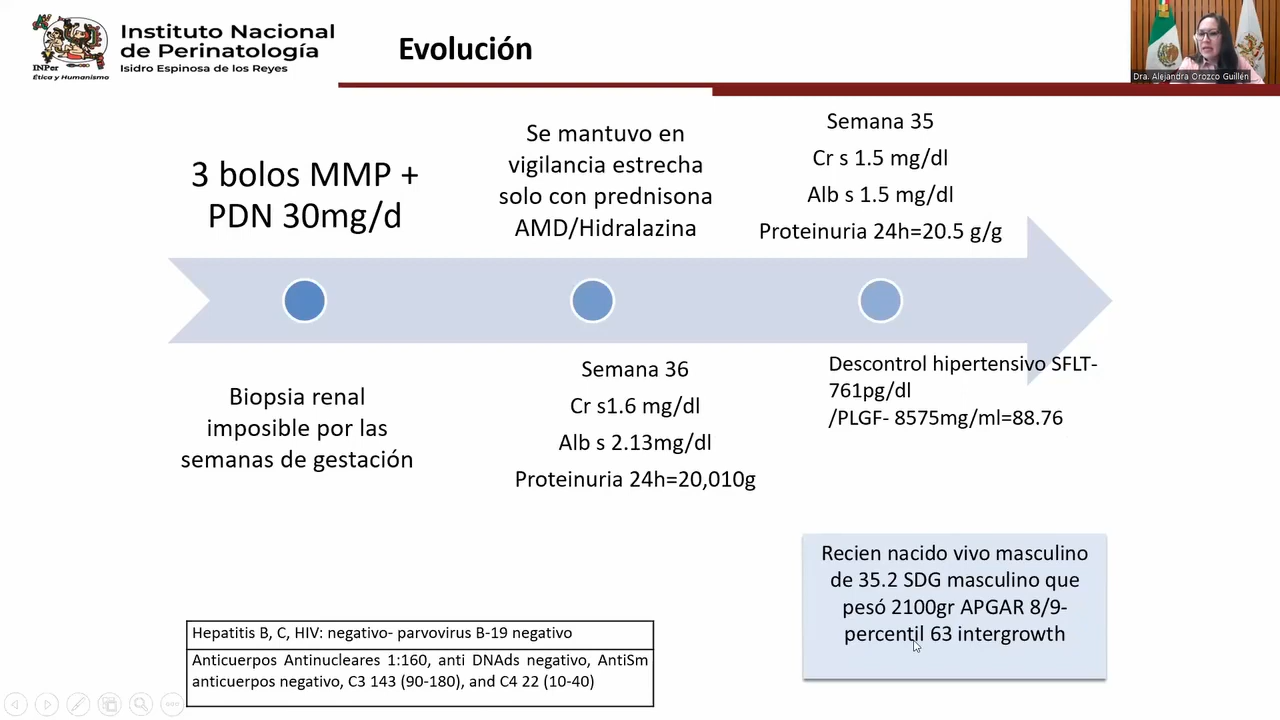 Instituto Nacional
de Perinatología
Isidro Espinosa de los Reyes
INPer
Ética y Humanismo
Evolución
Dra. Alejandra Orozco Guillén
3 bolos MMP +
PDN 30mg/d
Se mantuvo en
vigilancia estrecha
solo con prednisona
AMD/Hidralazina
Semana 35
Cr s 1.5 mg/dl
Alb s 1.5 mg/dl
Proteinuria 24h=20.5 g/g
Biopsia renal
imposible por las
semanas de gestación
Semana 36
Cr s1.6 mg/dl
Alb s 2.13mg/dl
Proteinuria 24h=20,010g
Descontrol hipertensivo SFLT-
761pg/dl
/PLGF- 8575mg/ml=88.76
Recien nacido vivo masculino
de 35.2 SDG masculino que
pesó 2100gr APGAR 8/9-
percentil 63 intergrowth
Hepatitis B, C, HIV: negativo- parvovirus B-19 negativo
Anticuerpos Antinucleares 1:160, anti DNAds negativo, AntiSm
anticuerpos negativo, C3 143 (90-180), and C4 22 (10-40)